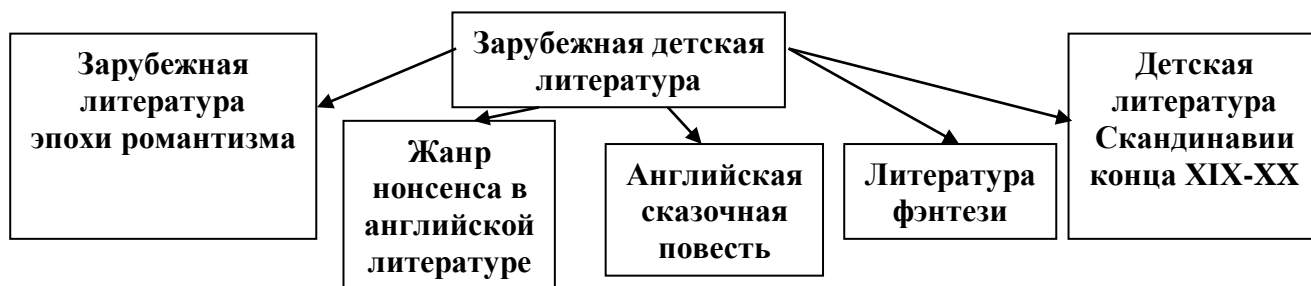 Зарубежная детская
литература
Зарубежная
литература
эпохи романтизма
Жанр
нонсенса в
английской
литературе
Английская
сказочная
повесть
Литература
фэнтези
Детская
литература
Скандинавии
конца XIX-XX